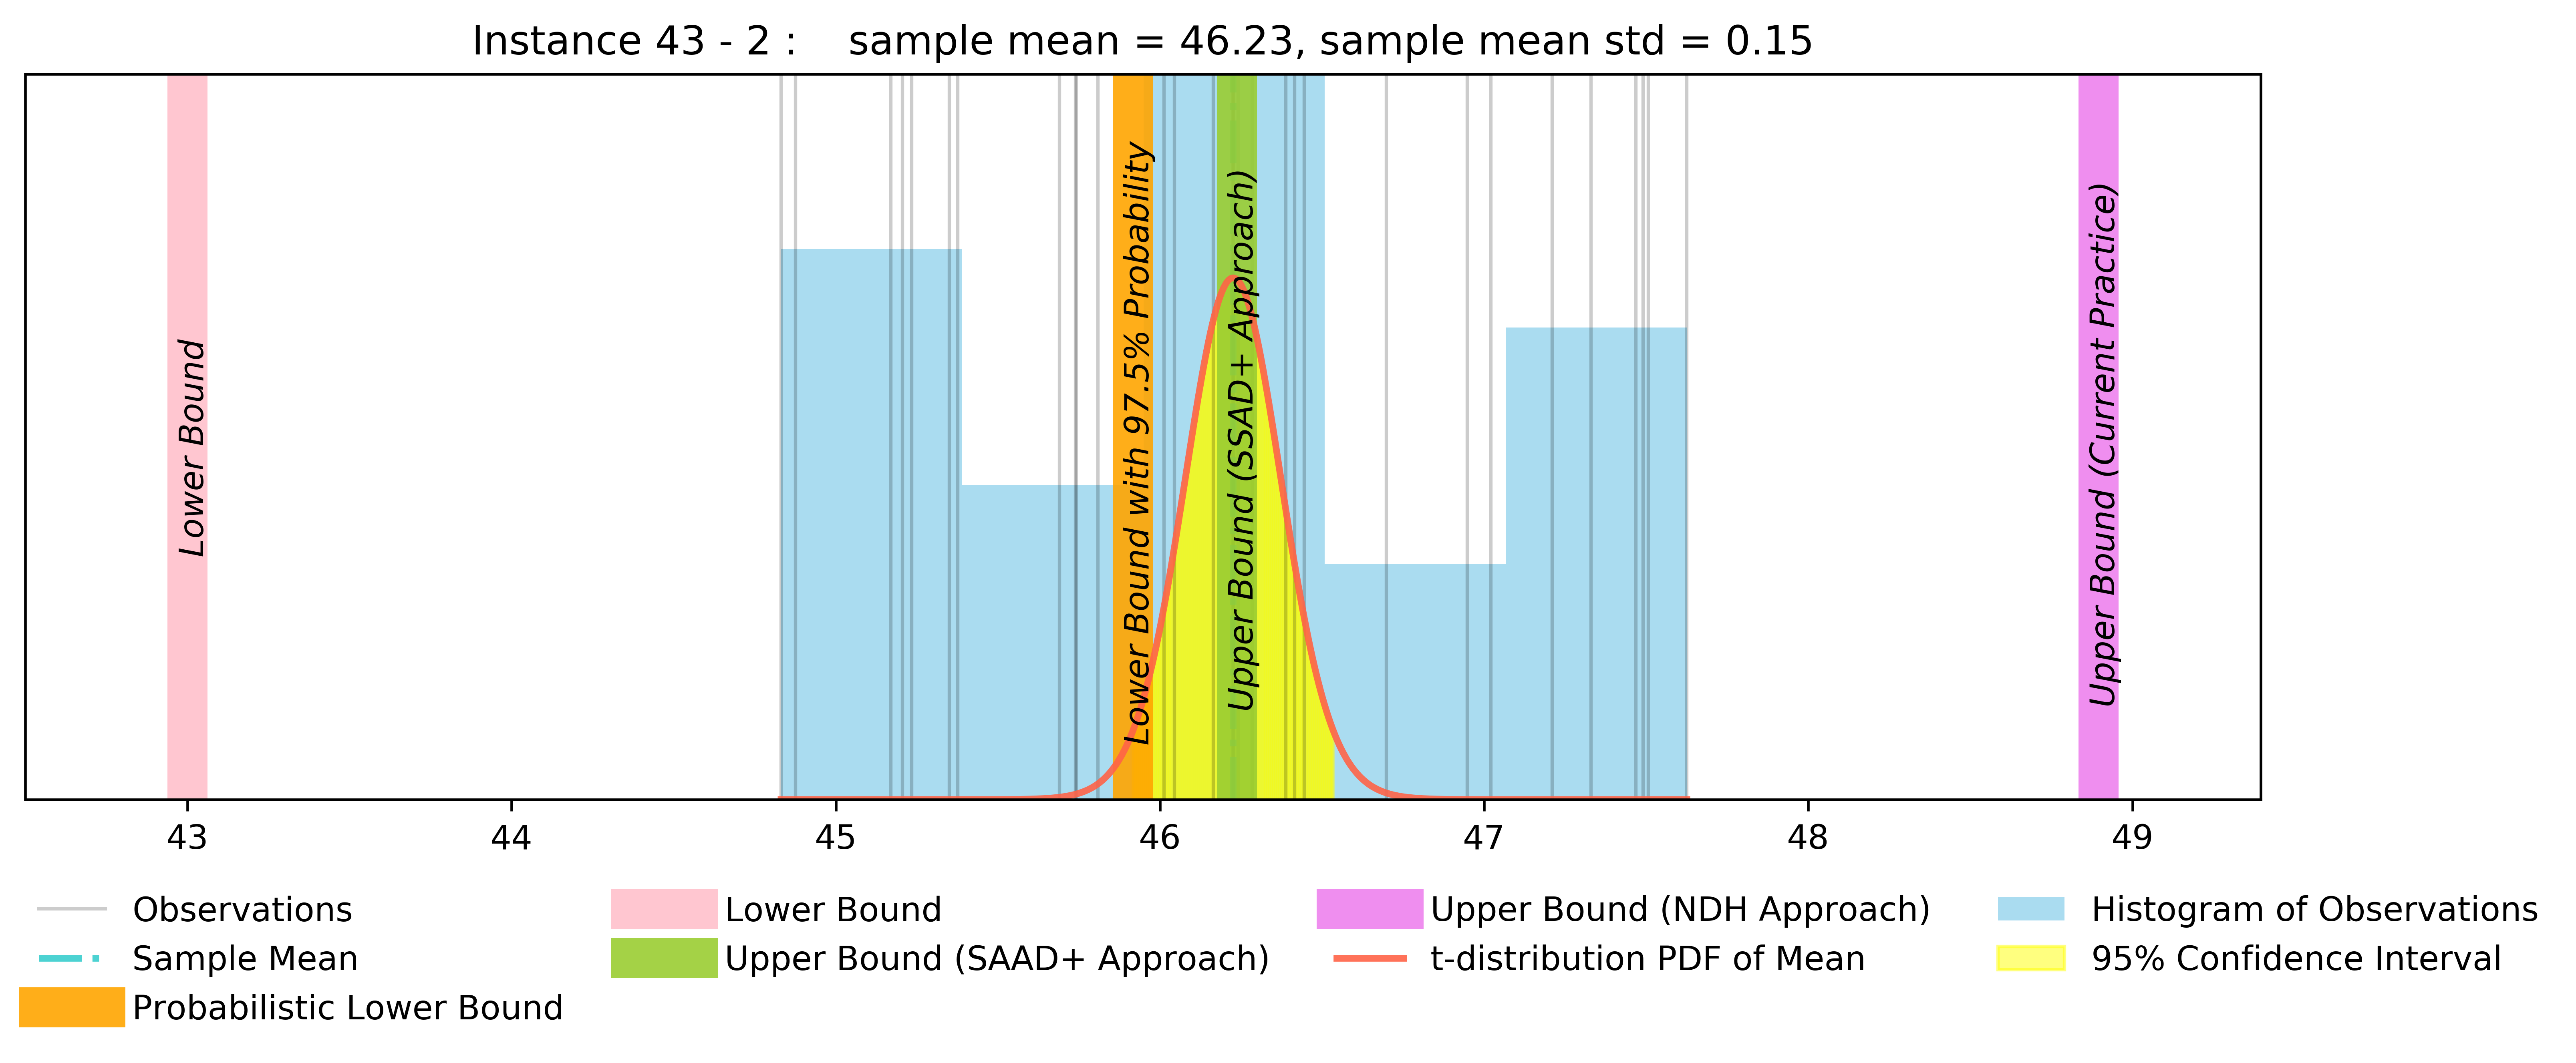 Instance 43 - 2 :    sample mean = 46.23, sample mean std = 0.15
Lower Bound
Lower Bound with 97.5% Probability
Upper Bound (SSAD+ Approach)
Upper Bound (Current Practice)
43 44 45 46 47 48 49
Observations
Sample Mean
Probabilistic Lower Bound
Lower Bound
Upper Bound (SAAD+ Approach)
Upper Bound (NDH Approach)
t-distribution PDF of Mean
Histogram of Observations
95% Confidence Interval